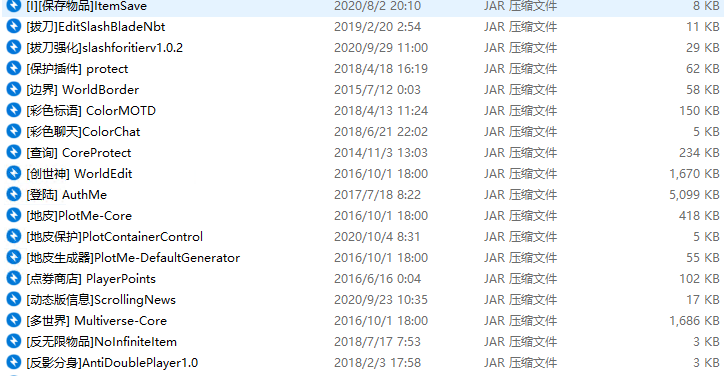 [I][保存物品]ItemSave 2020/8/2 20:10 JAR 压缩文件 8 KB
[拔刀]EditSlashBladeNbt 2019/2/20 2:54 JAR 压缩文件 11 KB
[拔刀强化]slashforitierv1.0.2 2020/9/29 11:00 JAR 压缩文件 29 KB
[保护插件] protect 2018/4/18 16:19 JAR 压缩文件 62 KB
[边界] WorldBorder 2015/7/12 0:03 JAR 压缩文件 58 KB
[彩色标语] ColorMOTD 2018/4/13 11:24 JAR 压缩文件 150 KB
[彩色聊天]ColorChat 2018/6/21 22:02 JAR 压缩文件 5 KB
[查询] CoreProtect 2014/11/3 13:03 JAR 压缩文件 234 KB
[创世神] WorldEdit 2016/10/1 18:00 JAR 压缩文件 1,670 KB
[登陆] AuthMe 2017/7/18 8:22 JAR 压缩文件 5,099 KB
[地皮]PlotMe-Core 2016/10/1 18:00 JAR 压缩文件 418 KB
[地皮保护]PlotContainerControl 2020/10/4 8:31 JAR 压缩文件 5 KB
[地皮生成器]PlotMe-DefaultGenerator 2016/10/1 18:00 JAR 压缩文件 55 KB
[点券商店] PlayerPoints 2016/6/16 0:04 JAR 压缩文件 102 KB
[动态版信息]ScrollingNews 2020/9/23 10:35 JAR 压缩文件 17 KB
[多世界] Multiverse-Core 2016/10/1 18:00 JAR 压缩文件 1,686 KB
[反无限物品]NoInfiniteItem 2018/7/17 7:53 JAR 压缩文件 3 KB
[反影分身]AntiDoublePlayer1.0 2018/2/3 17:58 JAR 压缩文件 3 KB